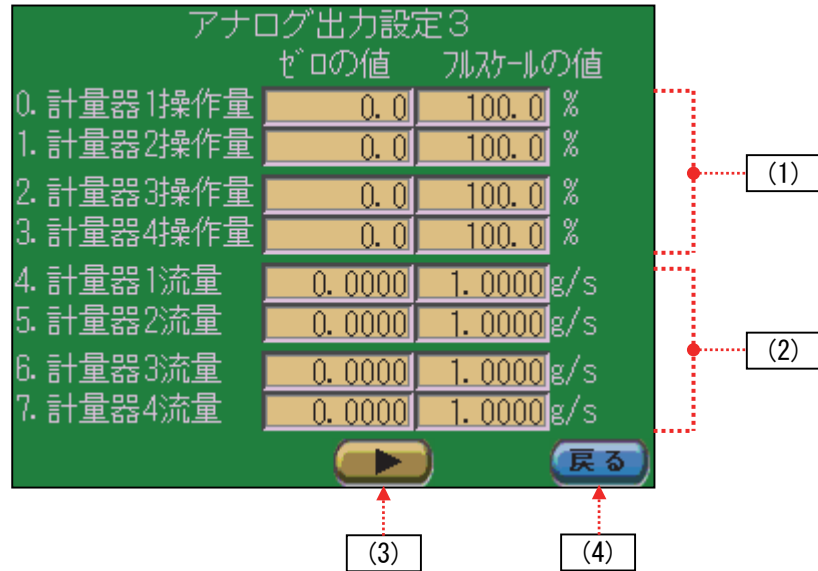 アナログ出力設定3
ゼロの値 フルスケールの値
0. 計量器1操作量 0.0 100.0 %
1. 計量器2操作量 0.0 100.0 %
2. 計量器3操作量 0.0 100.0 %
3. 計量器4操作量 0.0 100.0 %
4. 計量器1流量 0.0000 1.0000 g/s
5. 計量器2流量 0.0000 1.0000 g/s
6. 計量器3流量 0.0000 1.0000 g/s
7. 計量器4流量 0.0000 1.0000 g/s
戻る
(1)
(2)
(3)
(4)